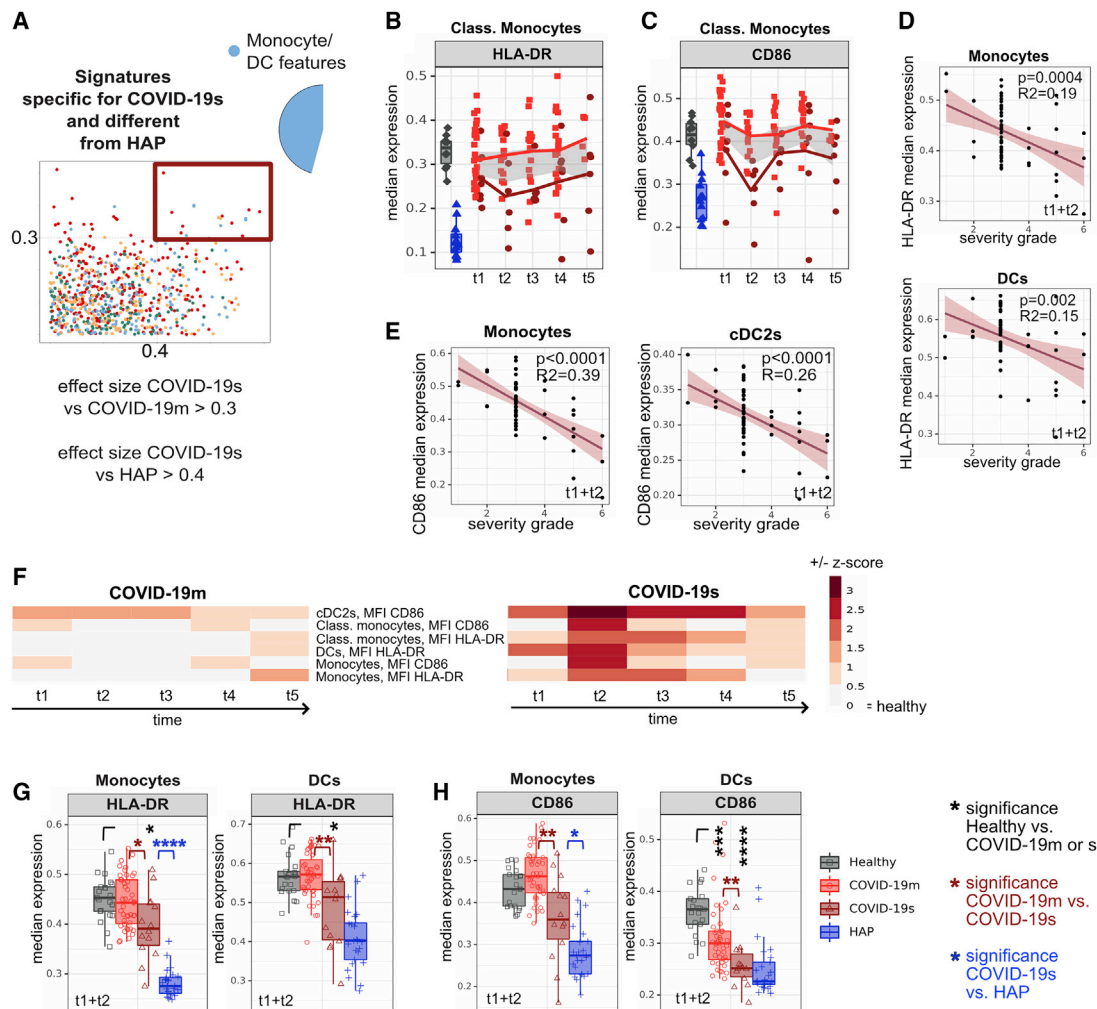 A
Monocyte/
DC features
Signatures
specific for COVID-19s
and different
from HAP
0.3
0.4
effect size COVID-19s
vs COVID-19m > 0.3
effect size COVID-19s
vs HAP > 0.4
B
Class. Monocytes
HLA-DR
median expression
0.5
0.4
0.3
0.2
0.1
t1 t2 t3 t4 t5
C
Class. Monocytes
CD86
median expression
0.5
0.4
0.3
0.2
t1 t2 t3 t4 t5
D
Monocytes
HLA-DR median expression
p=0.0004
R2=0.19
0.5
0.4
0.3
t1+t2
2 4 6
severity grade
DCs
HLA-DR median expression
p=0.002
R2=0.15
0.6
0.5
0.4
0.3
t1+t2
2 4 6
severity grade
E
Monocytes
CD86 median expression
p<0.0001
R2=0.39
0.6
0.5
0.4
0.3
0.2
t1+t2
2 4 6
severity grade
cDC2s
CD86 median expression
p<0.0001
R=0.26
0.40
0.35
0.30
0.25
0.20
t1+t2
2 4 6
severity grade
F
COVID-19m
COVID-19s
cDC2s, MFI CD86
Class. monocytes, MFI CD86
Class. monocytes, MFI HLA-DR
DCs, MFI HLA-DR
Monocytes, MFI CD86
Monocytes, MFI HLA-DR
t1 t2 t3 t4 t5
time
t1 t2 t3 t4 t5
time
+/- z-score
3
2.5
2
1.5
1
0.5
0 = healthy
G
Monocytes
HLA-DR
median expression
0.6
0.5
0.4
0.3
* * ****
t1+t2
DCs
HLA-DR
0.7
0.6
0.5
0.4
0.3
** *
t1+t2
H
Monocytes
CD86
median expression
0.6
0.5
0.4
0.3
0.2
** *
t1+t2
DCs
CD86
0.5
0.4
0.3
0.2
*** ****
**
t1+t2
Healthy
COVID-19m
COVID-19s
HAP
* significance
Healthy vs.
COVID-19m or s
* significance
COVID-19m vs.
COVID-19s
* significance
COVID-19s
vs. HAP